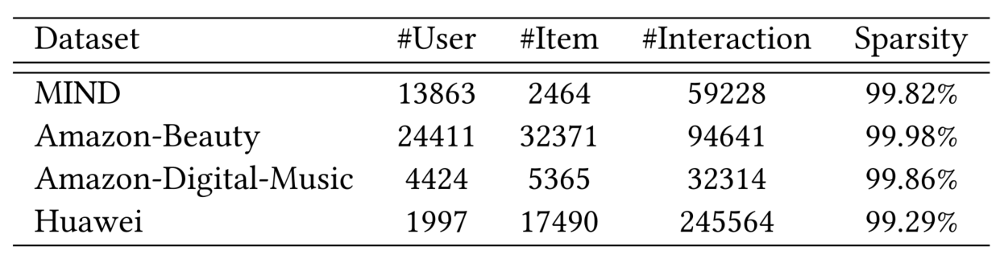 Dataset #User #Item #Interaction Sparsity
MIND 13863 2464 59228 99.82%
Amazon-Beauty 24411 32371 94641 99.98%
Amazon-Digital-Music 4424 5365 32314 99.86%
Huawei 1997 17490 245564 99.29%